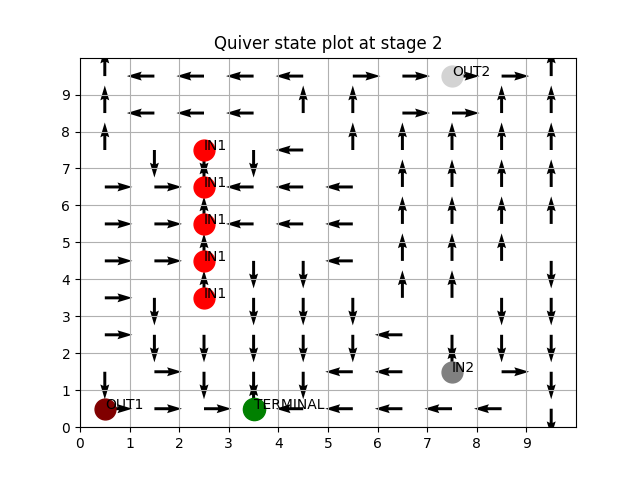 Quiver state plot at stage 2
OUT2
9
8
IN1
7
IN1
6
IN1
5
IN1
4
IN1
3
2
IN2
1
OUT1
TERMINAL
0
0 1 2 3 4 5 6 7 8 9